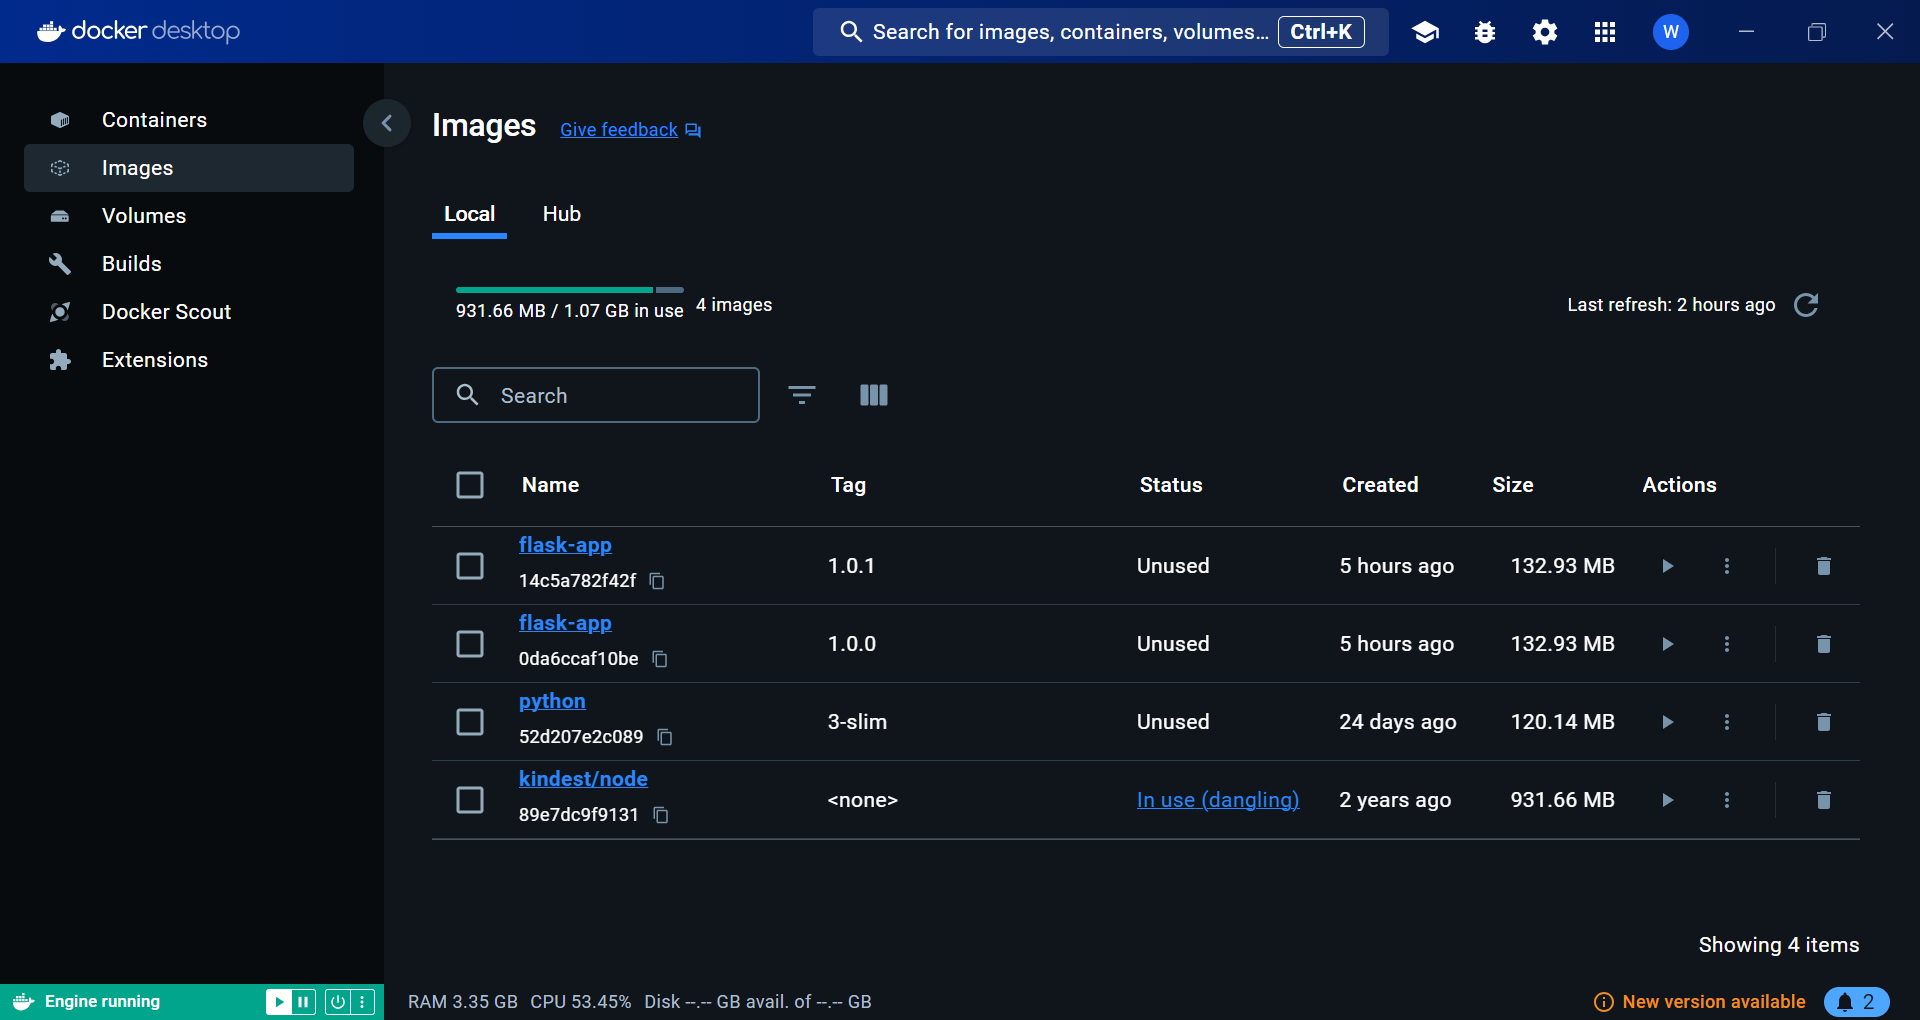 docker desktop
Search for images, containers, volumes... Ctrl+K
W
Containers
Images
Volumes
Builds
Docker Scout
Extensions
Images Give feedback
Local Hub
931.66 MB / 1.07 GB in use 4 images
Last refresh: 2 hours ago
Search
Name Tag Status Created Size Actions
flask-app
14c5a782f42f
1.0.1 Unused 5 hours ago 132.93 MB
flask-app
0da6ccaf10be
1.0.0 Unused 5 hours ago 132.93 MB
python
52d207e2c089
3-slim Unused 24 days ago 120.14 MB
kindest/node
89e7dc9f9131
<none> In use (dangling) 2 years ago 931.66 MB
Showing 4 items
Engine running
RAM 3.35 GB CPU 53.45% Disk --.-- GB avail. of --.-- GB
New version available 2